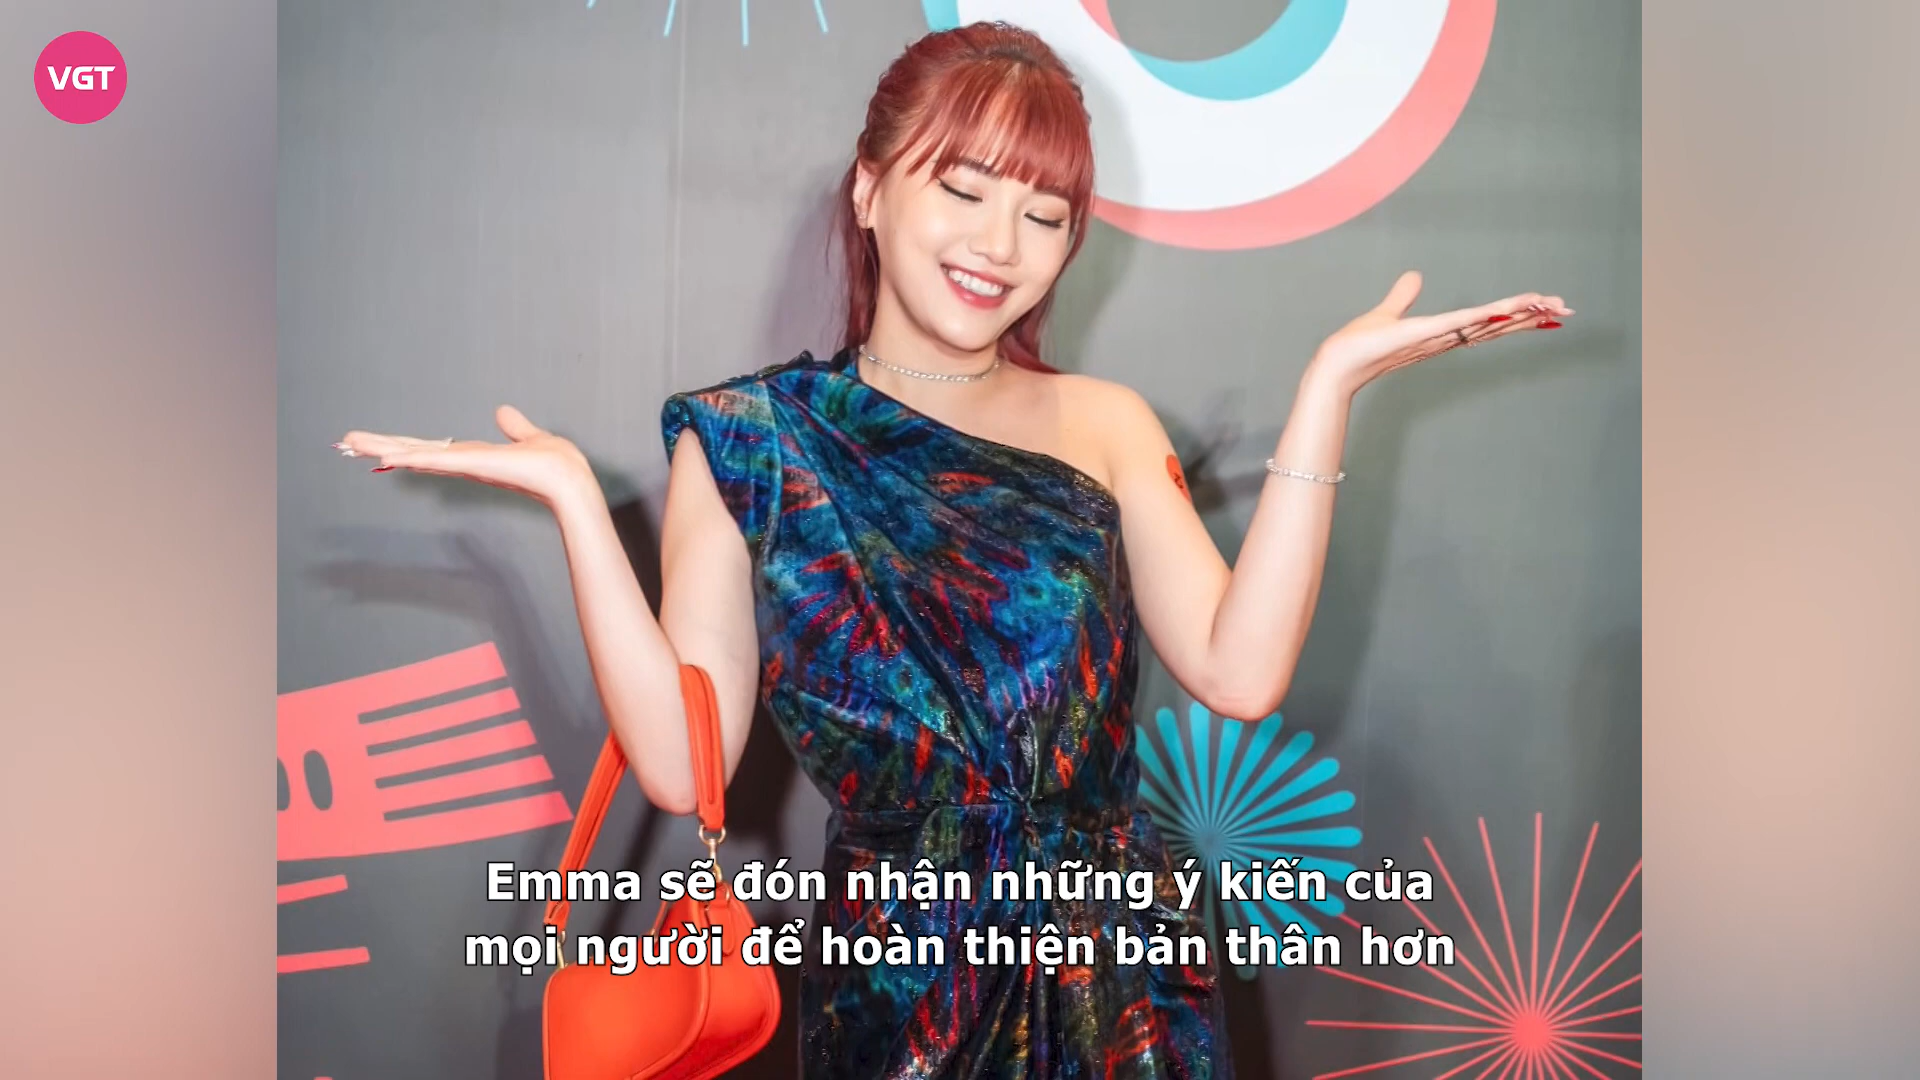 VGT
Emma sẽ đón nhận những ý kiến của
mọi người để hoàn thiện bản thân hơn